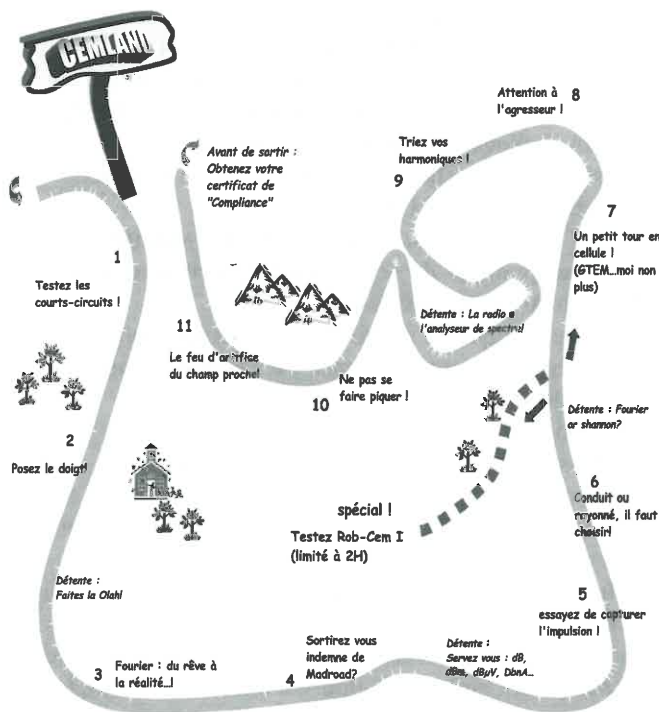 CEMLAND
1
Testez les
courts-circuits !
2
Posez le doigt!
Détente :
Faites la Olah!
3
Fourier : du rêve à
la réalité...!
4
Sortirez vous
indemne de
Madroad?
Détente :
Servez vous : dB,
dBm, dBµV, DbnA...
5
essayez de capturer
l'impulsion !
6
Conduit ou
rayonné, il faut
choisir!
Détente : Fourier
or shannon?
spécial !
Testez Rob-Cem I
(limité à 2H)
7
Un petit tour en
cellule !
(GTEM...moi non
plus)
8
Attention à
l'agresseur !
9
Triez vos
harmoniques !
Détente : La radio
l'analyseur de spectre!
10
Ne pas se
faire piquer !
11
Le feu d'artifice
du champ proche!
Avant de sortir :
Obtenez votre
certificat de
"Compliance"